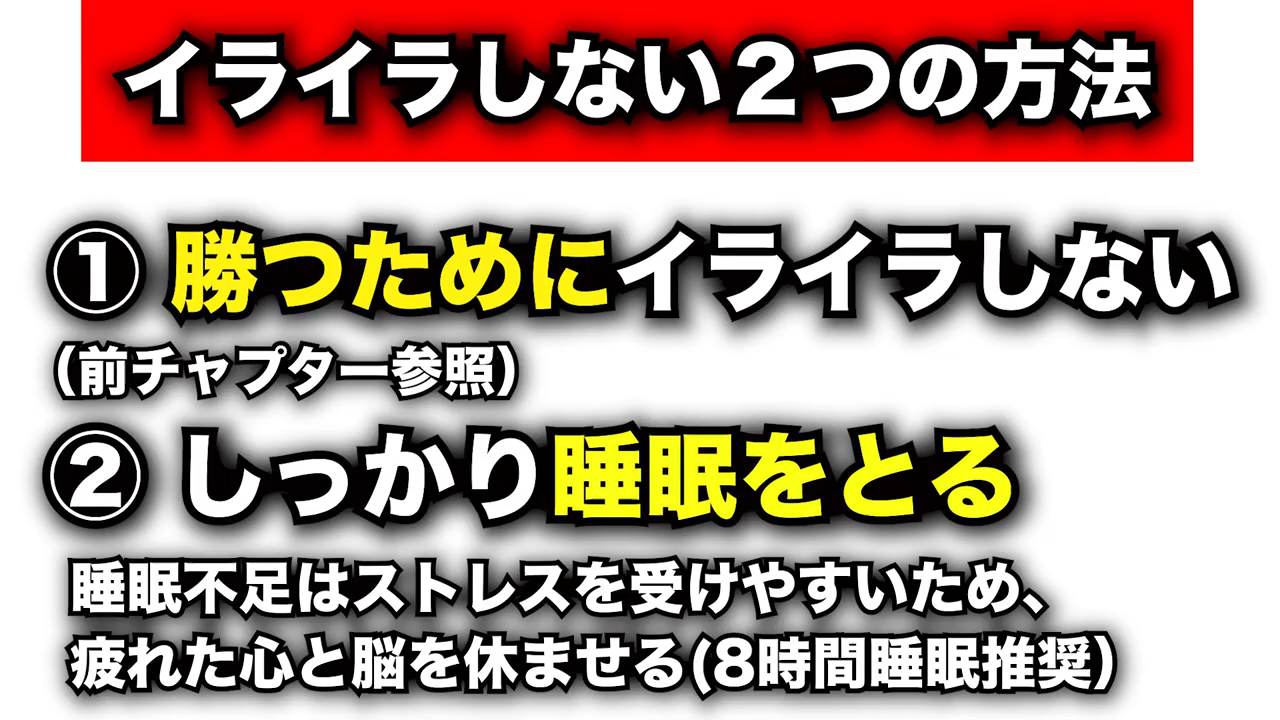 イライラしない２つの方法
① 勝つためにイライラしない
（前チャプター参照）
② しっかり睡眠をとる
睡眠不足はストレスを受けやすいため、
疲れた心と脳を休ませる(8時間睡眠推奨）